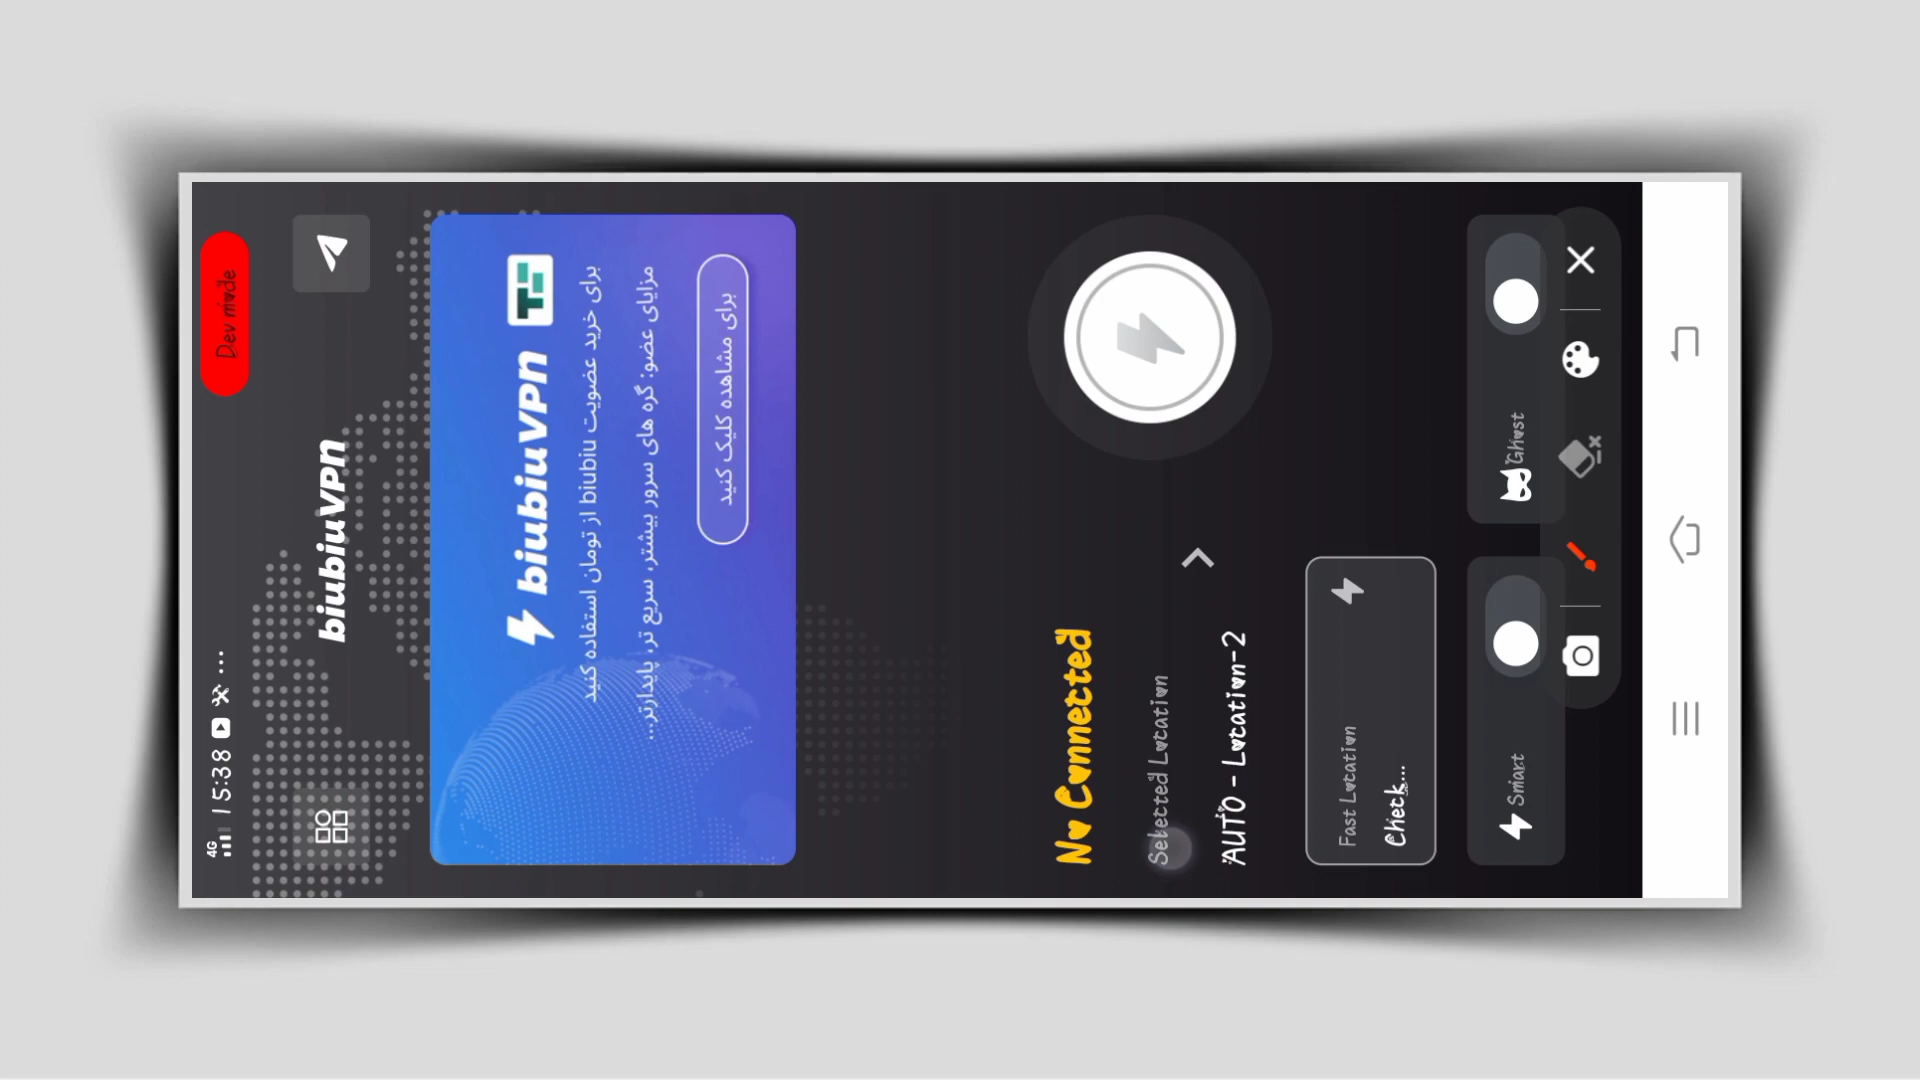 4G 15:38 ...
Dev mode
biubiuVPN
biubiuVPN
برای خرید عضویت biubiu از تومان استفاده کنید
مزایای عضو: گره های سرور بیشتر، سریع تر، پایدارتر...
برای مشاهده کلیک کنید
No Connected
Selected Location
AUTO - Location-2
Fast Location
Check...
Smart
Ghost